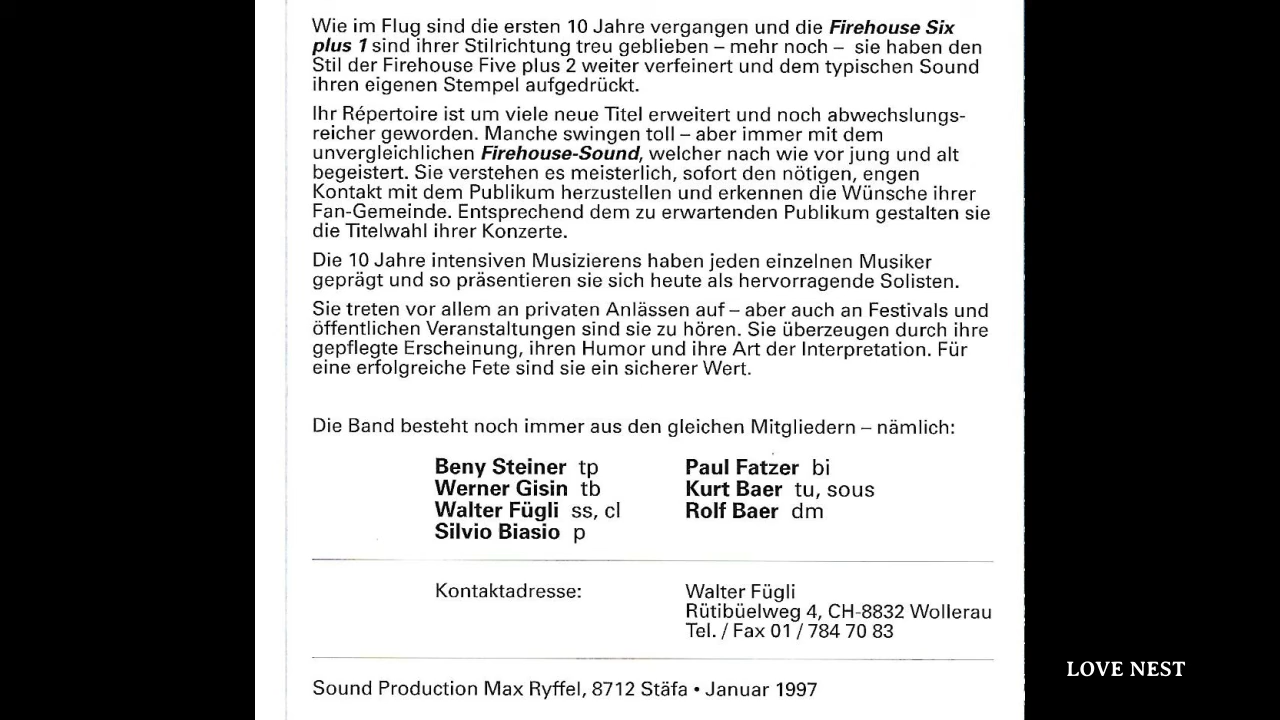 Wie im Flug sind die ersten 10 Jahre vergangen und die Firehouse Six
plus 1 sind ihrer Stilrichtung treu geblieben – mehr noch – sie haben den
Stil der Firehouse Five plus 2 weiter verfeinert und dem typischen Sound
ihren eigenen Stempel aufgedrückt.
Ihr Répertoire ist um viele neue Titel erweitert und noch abwechslungs-
reicher geworden. Manche swingen toll – aber immer mit dem
unvergleichlichen Firehouse-Sound, welcher nach wie vor jung und alt
begeistert. Sie verstehen es meisterlich, sofort den nötigen, engen
Kontakt mit dem Publikum herzustellen und erkennen die Wünsche ihrer
Fan-Gemeinde. Entsprechend dem zu erwartenden Publikum gestalten sie
die Titelwahl ihrer Konzerte.
Die 10 Jahre intensiven Musizierens haben jeden einzelnen Musiker
geprägt und so präsentieren sie sich heute als hervorragende Solisten.
Sie treten vor allem an privaten Anlässen auf – aber auch an Festivals und
öffentlichen Veranstaltungen sind sie zu hören. Sie überzeugen durch ihre
gepflegte Erscheinung, ihren Humor und ihre Art der Interpretation. Für
eine erfolgreiche Fete sind sie ein sicherer Wert.
Die Band besteht noch immer aus den gleichen Mitgliedern – nämlich:
Beny Steiner tp
Werner Gisin tb
Walter Fügli ss, cl
Silvio Biasio p
Paul Fatzer bj
Kurt Baer tu, sous
Rolf Baer dm
Kontaktadresse:
Walter Fügli
Rütibüelweg 4, CH-8832 Wollerau
Tel. / Fax 01 / 784 70 83
Sound Production Max Ryffel, 8712 Stäfa • Januar 1997
LOVE NEST